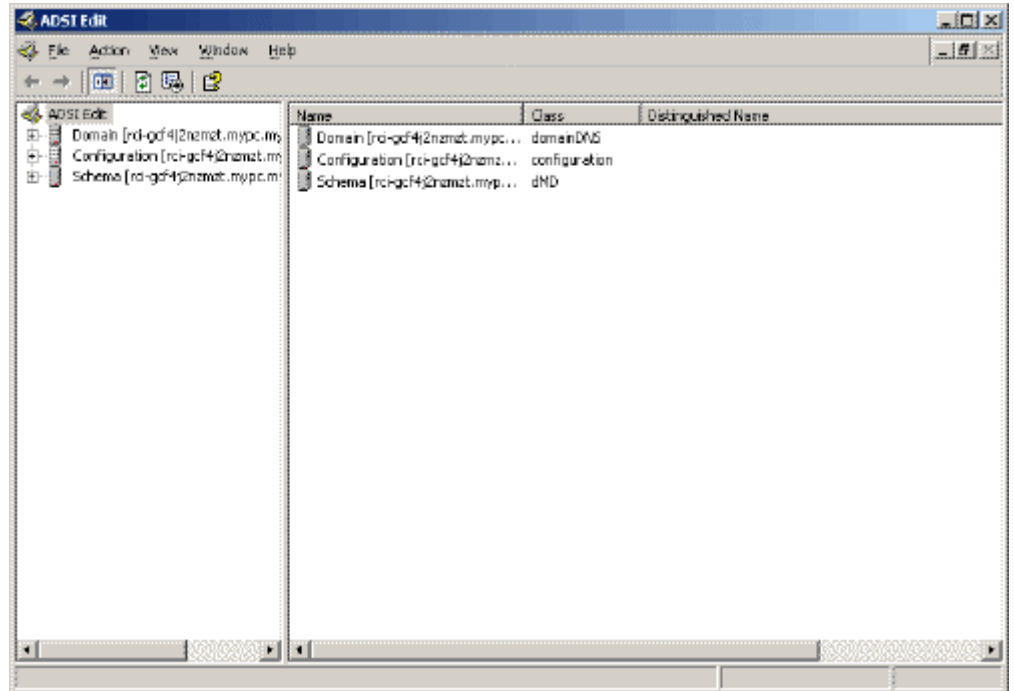 ADSI Edit
File Action View Window Help
ADSI Edit
Domain [rci-gcf4j2nzmzt.mypc.my
Configuration [rci-gcf4j2nzmzt.my
Schema [rci-gcf4j2nzmzt.mypc.m
Name Class Distinguished Name
Domain [rci-gcf4j2nzmzt.mypc... domainDNS
Configuration [rci-gcf4j2nzmz... configuration
Schema [rci-gcf4j2nzmzt.myp... dMD